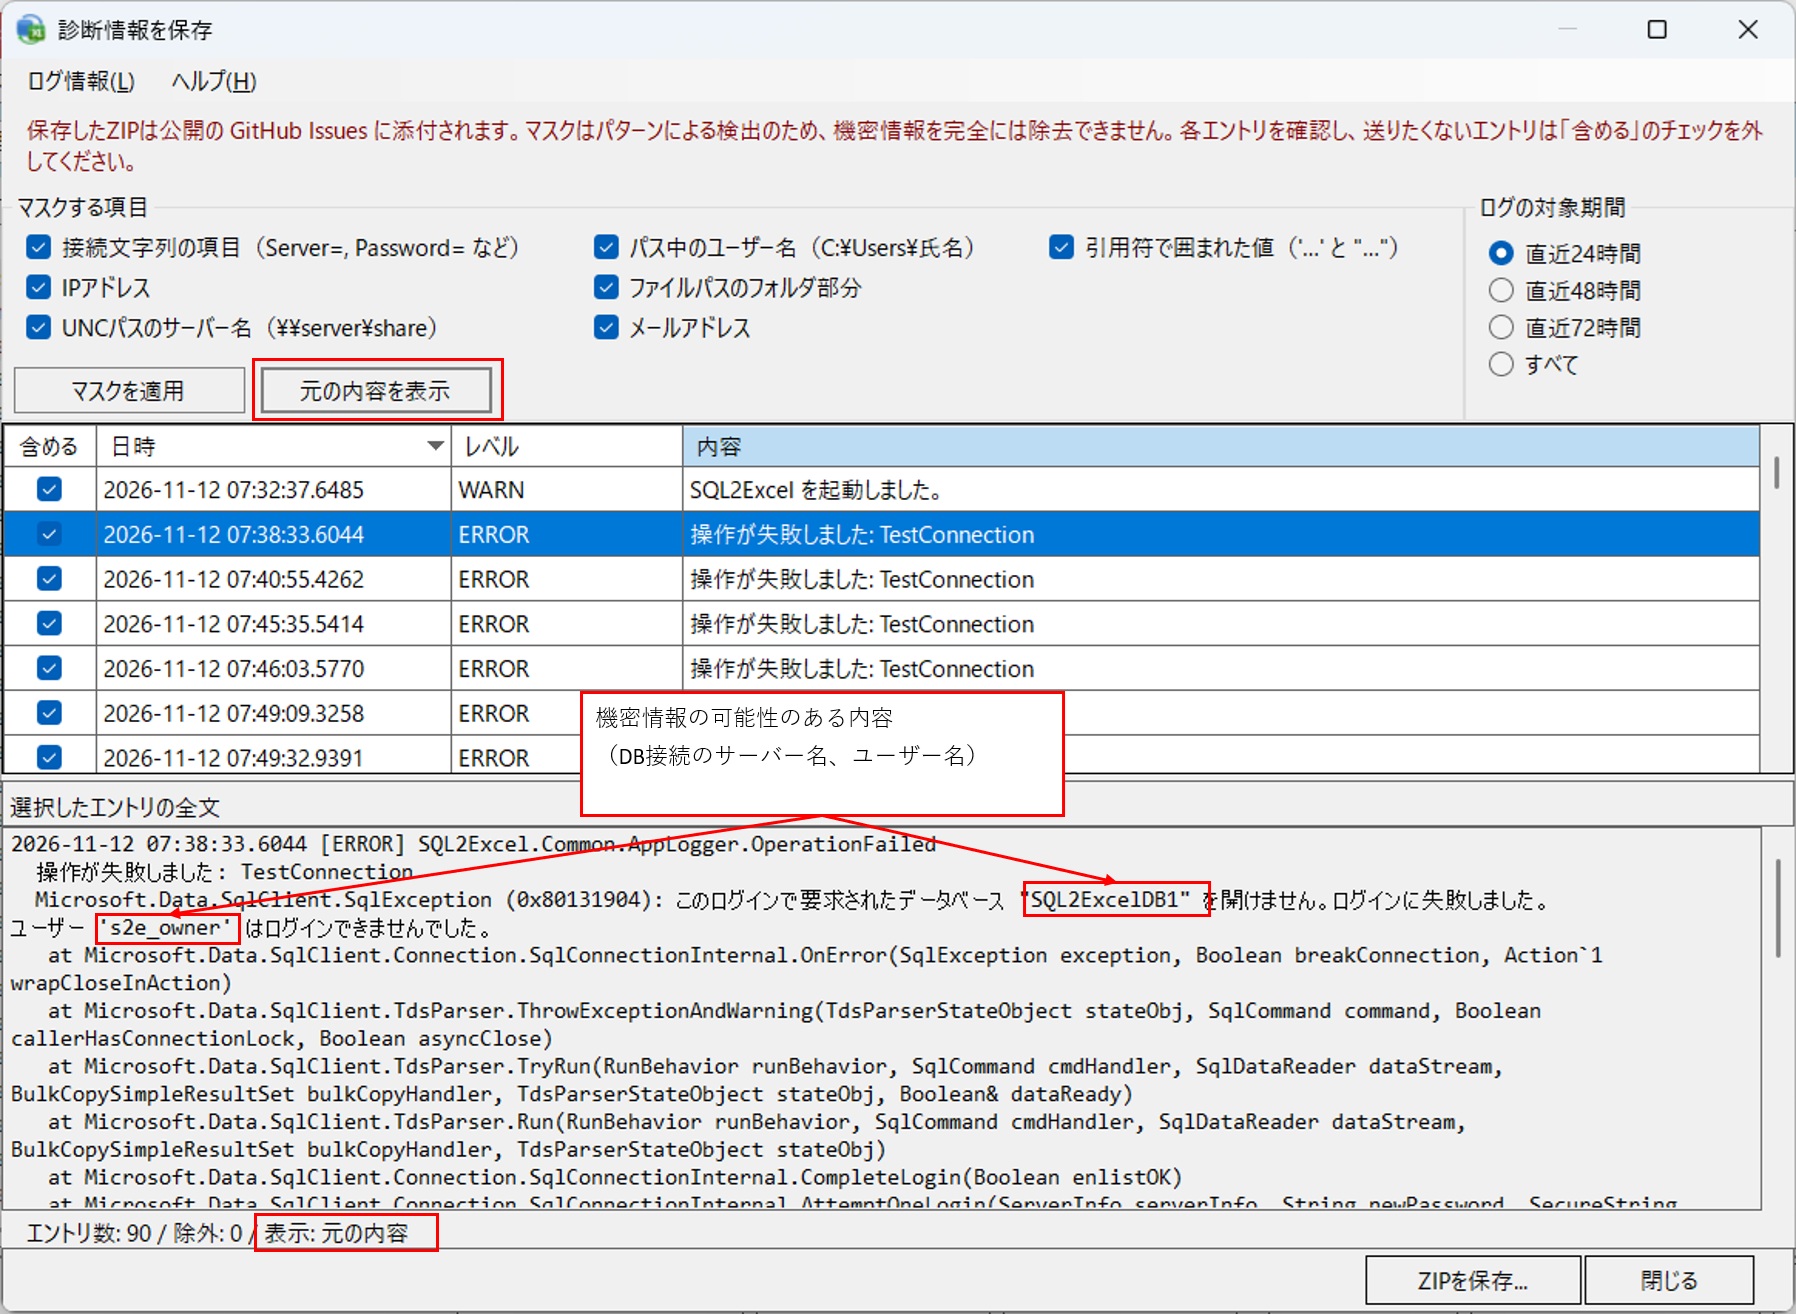 診断情報を保存
ログ情報(L) ヘルプ(H)
保存したZIPは公開の GitHub Issues に添付されます。マスクはパターンによる検出のため、機密情報を完全には除去できません。各エントリを確認し、送りたくないエントリは「含める」のチェックを外
してください。
マスクする項目
接続文字列の項目（Server=, Password= など）
パス中のユーザー名（C:¥Users¥氏名）
引用符で囲まれた値（'...' と "..."）
IPアドレス
ファイルパスのフォルダ部分
UNCパスのサーバー名（¥¥server¥share）
メールアドレス
ログの対象期間
直近24時間
直近48時間
直近72時間
すべて
マスクを適用
元の内容を表示
含める 日時 レベル 内容
2026-11-12 07:32:37.6485 WARN SQL2Excel を起動しました。
2026-11-12 07:38:33.6044 ERROR 操作が失敗しました: TestConnection
2026-11-12 07:40:55.4262 ERROR 操作が失敗しました: TestConnection
2026-11-12 07:45:35.5414 ERROR 操作が失敗しました: TestConnection
2026-11-12 07:46:03.5770 ERROR 操作が失敗しました: TestConnection
2026-11-12 07:49:09.3258 ERROR
2026-11-12 07:49:32.9391 ERROR
機密情報の可能性のある内容
（DB接続のサーバー名、ユーザー名）
選択したエントリの全文
2026-11-12 07:38:33.6044 [ERROR] SQL2Excel.Common.AppLogger.OperationFailed
操作が失敗しました: TestConnection
Microsoft.Data.SqlClient.SqlException (0x80131904): このログインで要求されたデータベース "SQL2ExcelDB1" を開けません。ログインに失敗しました。
ユーザー 's2e_owner' はログインできませんでした。
at Microsoft.Data.SqlClient.Connection.SqlConnectionInternal.OnError(SqlException exception, Boolean breakConnection, Action`1
wrapCloseInAction)
at Microsoft.Data.SqlClient.TdsParser.ThrowExceptionAndWarning(TdsParserStateObject stateObj, SqlCommand command, Boolean
callerHasConnectionLock, Boolean asyncClose)
at Microsoft.Data.SqlClient.TdsParser.TryRun(RunBehavior runBehavior, SqlCommand cmdHandler, SqlDataReader dataStream,
BulkCopySimpleResultSet bulkCopyHandler, TdsParserStateObject stateObj, Boolean& dataReady)
at Microsoft.Data.SqlClient.TdsParser.Run(RunBehavior runBehavior, SqlCommand cmdHandler, SqlDataReader dataStream,
BulkCopySimpleResultSet bulkCopyHandler, TdsParserStateObject stateObj)
at Microsoft.Data.SqlClient.Connection.SqlConnectionInternal.CompleteLogin(Boolean enlistOK)
at Microsoft.Data.SqlClient.Connection.SqlConnectionInternal.AttemptOneLogin(ServerInfo serverInfo, String newPassword, SecureString
エントリ数: 90 / 除外: 0 / 表示: 元の内容
ZIPを保存...
閉じる